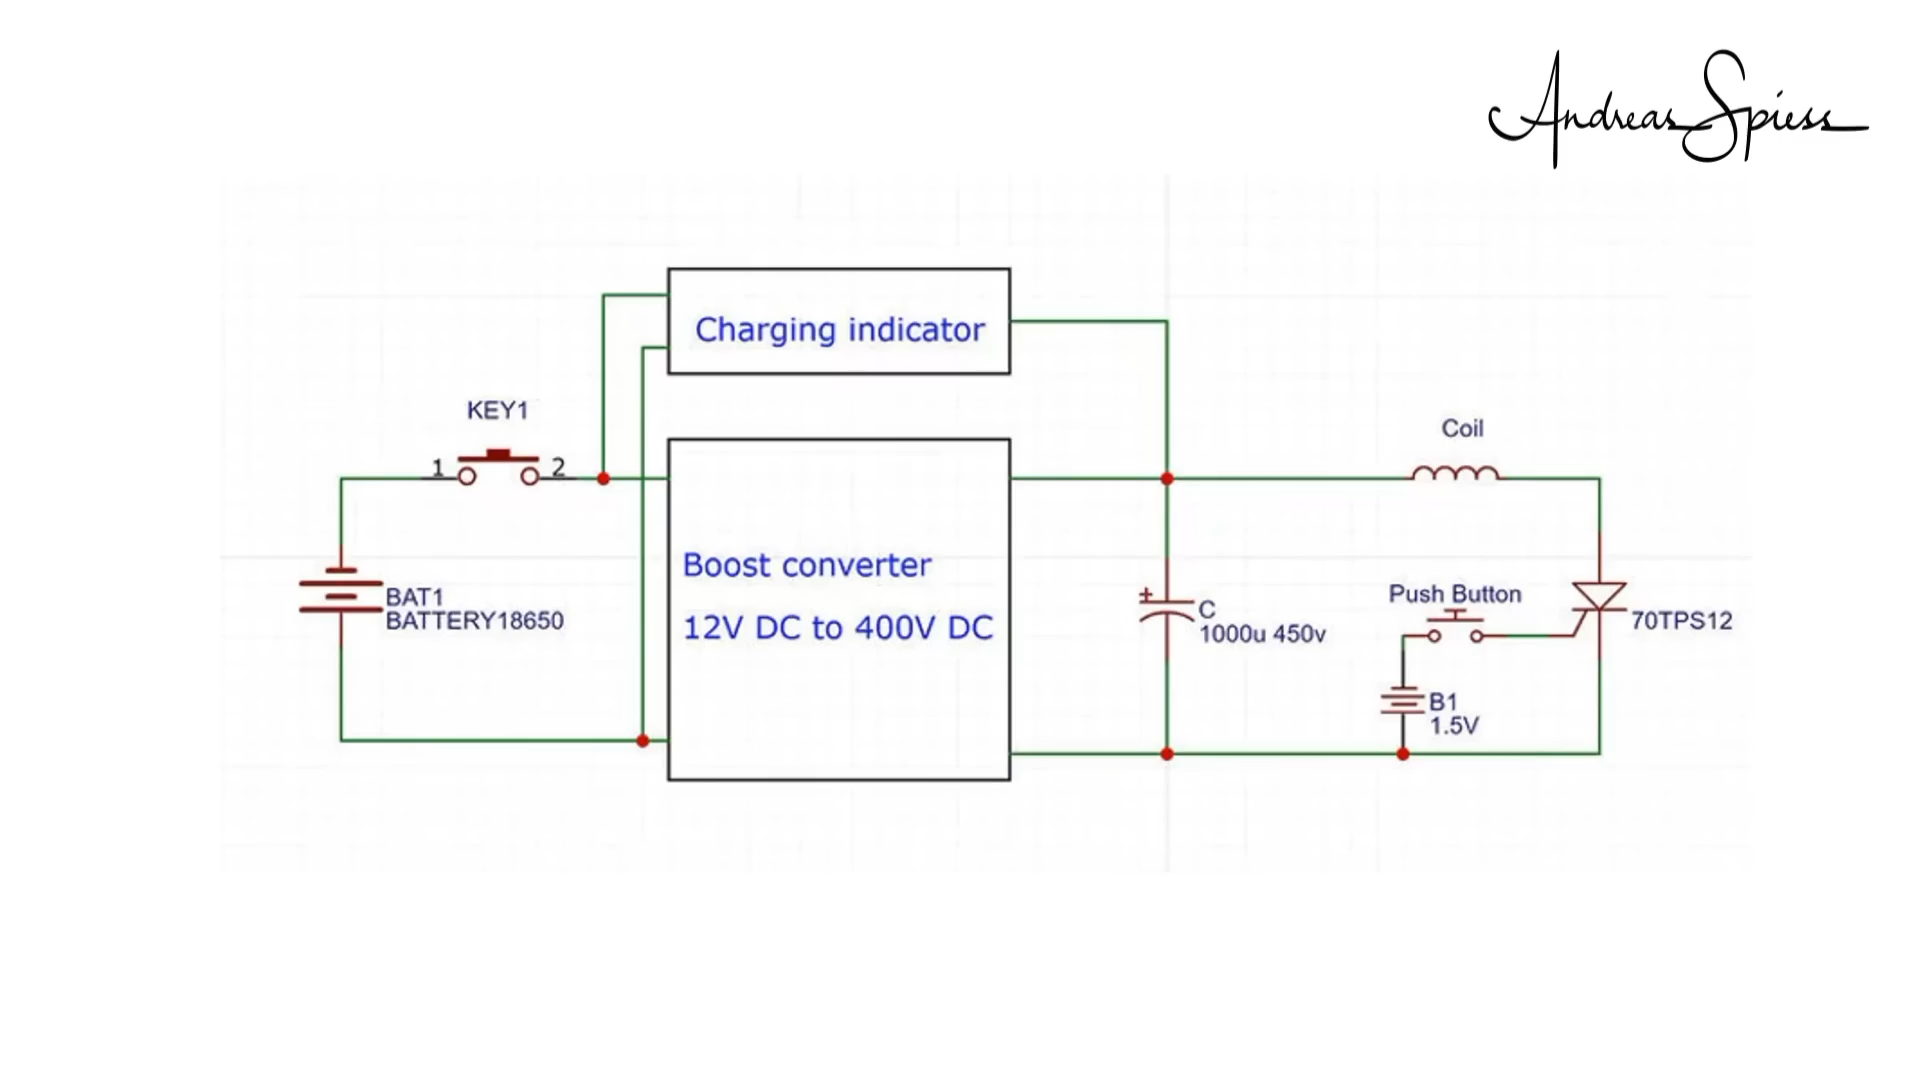 Andreas Spiess
Charging indicator
KEY1
1 2
Coil
Boost converter
12V DC to 400V DC
BAT1
BATTERY18650
C
1000u 450v
Push Button
70TPS12
B1
1.5V